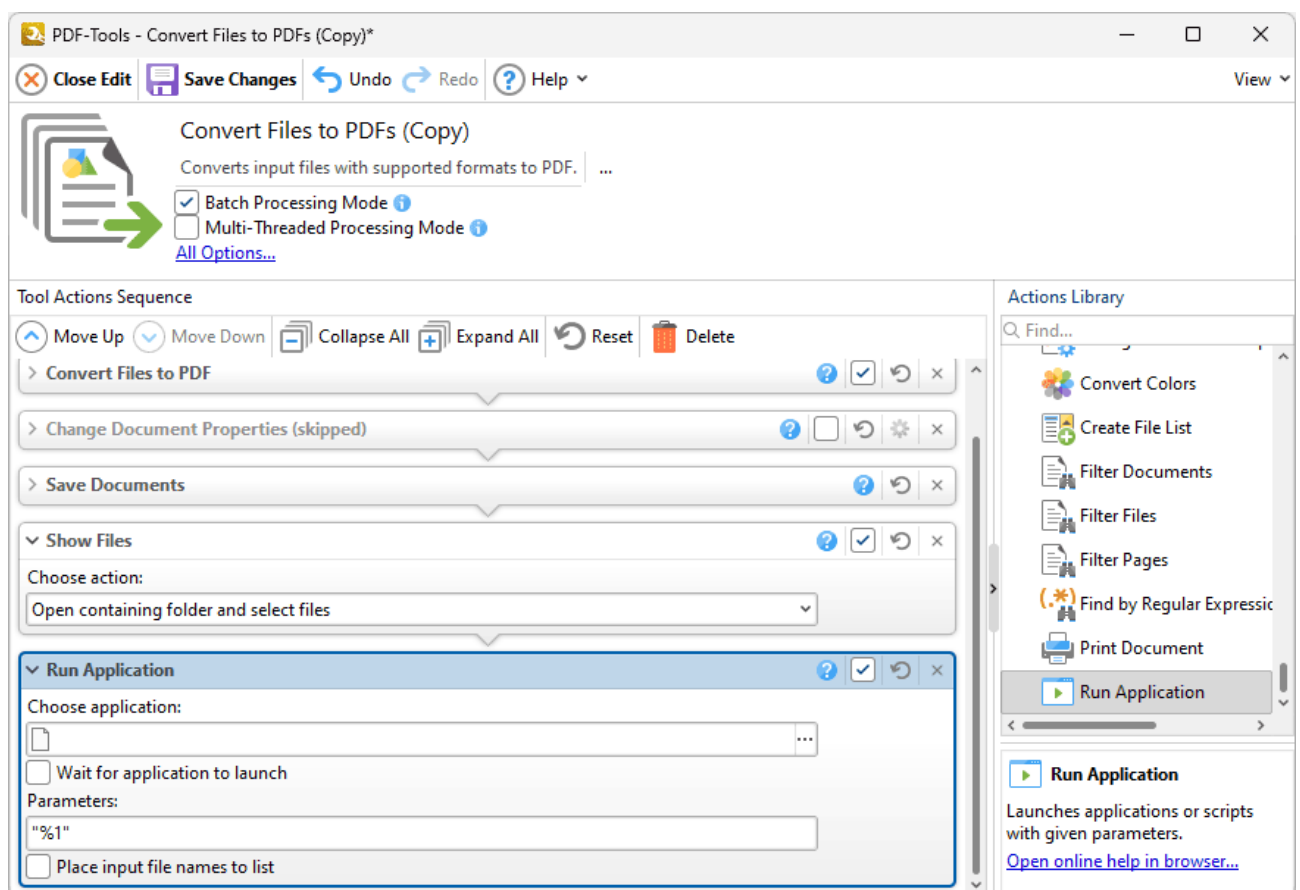 PDF-Tools - Convert Files to PDFs (Copy)*
Close Edit Save Changes Undo Redo Help View
Convert Files to PDFs (Copy)
Converts input files with supported formats to PDF. ...
Batch Processing Mode
Multi-Threaded Processing Mode
All Options...
Tool Actions Sequence
Move Up Move Down Collapse All Expand All Reset Delete
Convert Files to PDF
Change Document Properties (skipped)
Save Documents
Show Files
Choose action:
Open containing folder and select files
Run Application
Choose application:
...
Wait for application to launch
Parameters:
"%1"
Place input file names to list
Actions Library
Find...
Convert Colors
Create File List
Filter Documents
Filter Files
Filter Pages
(.*) Find by Regular Expressic
Print Document
Run Application
Run Application
Launches applications or scripts
with given parameters.
Open online help in browser...